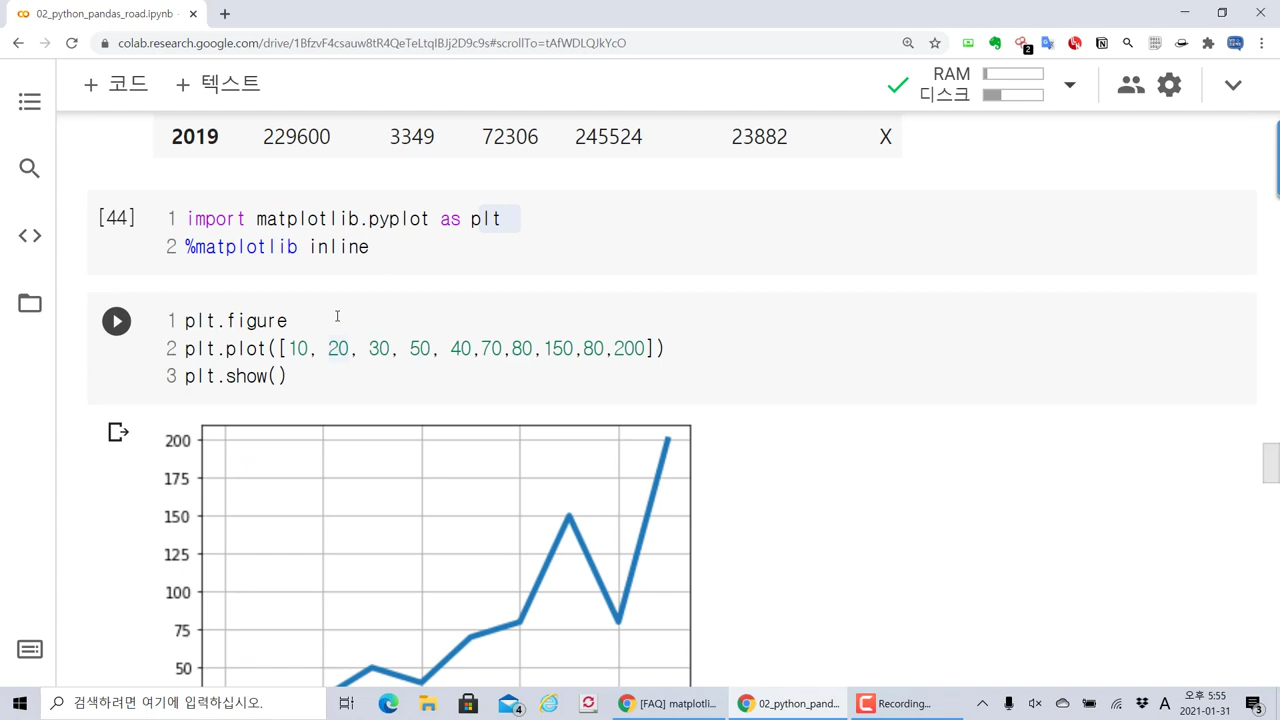 02_python_pandas_road.ipynb
colab.research.google.com/drive/1BfzvF4csauw8tR4QeTeLtqIBJj2D9c9s#scrollTo=tAfWDLQJkYcO
2
+ 코드 + 텍스트
RAM
디스크
2019 229600 3349 72306 245524 23882 X
[44] 1 import matplotlib.pyplot as plt
2 %matplotlib inline
1 plt.figure
2 plt.plot([10, 20, 30, 50, 40,70,80,150,80,200])
3 plt.show()
200
175
150
125
100
75
50
검색하려면 여기에 입력하십시오.
4
[FAQ] matplotli...
02_python_pand...
Recording...
A
오후 5:55
2021-01-31
3